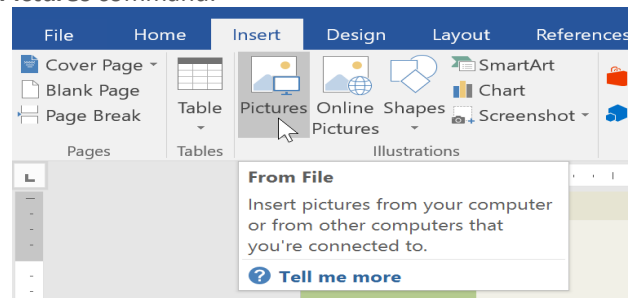 Pictures command.
File Home Insert Design Layout References
Cover Page
Blank Page
Page Break
Pages
Table
Tables
Pictures
Online
Pictures
Shapes
SmartArt
Chart
Screenshot
Illustrations
From File
Insert pictures from your computer
or from other computers that
you're connected to.
? Tell me more